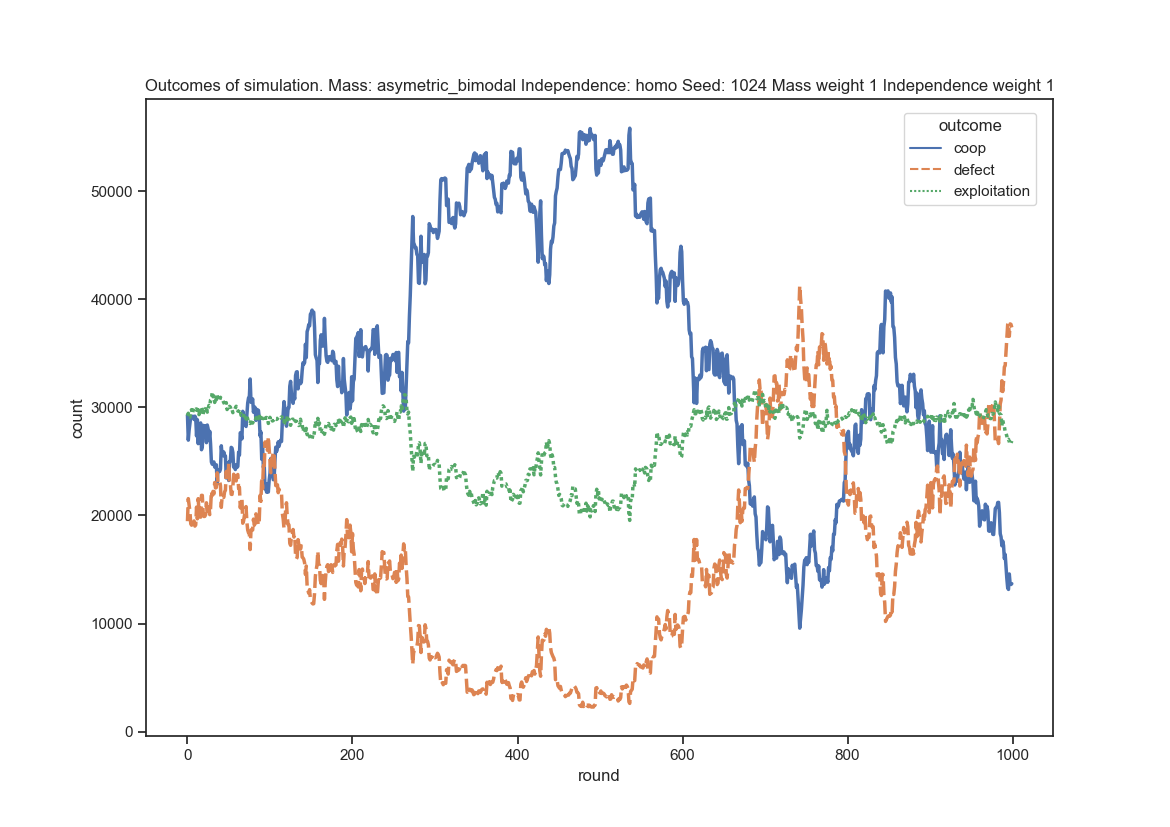 Outcomes of simulation. Mass: asymetric_bimodal Independence: homo Seed: 1024 Mass weight 1 Independence weight 1
outcome
coop
defect
exploitation
50000
40000
30000
20000
10000
0
count
0 200 400 600 800 1000
round